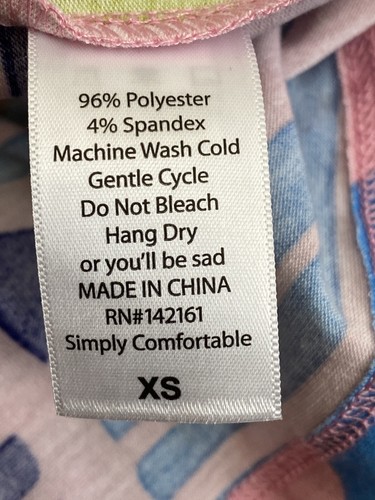 96% Polyester
4% Spandex
Machine Wash Cold
Gentle Cycle
Do Not Bleach
Hang Dry
or you'll be sad
MADE IN CHINA
RN#142161
Simply Comfortable
XS